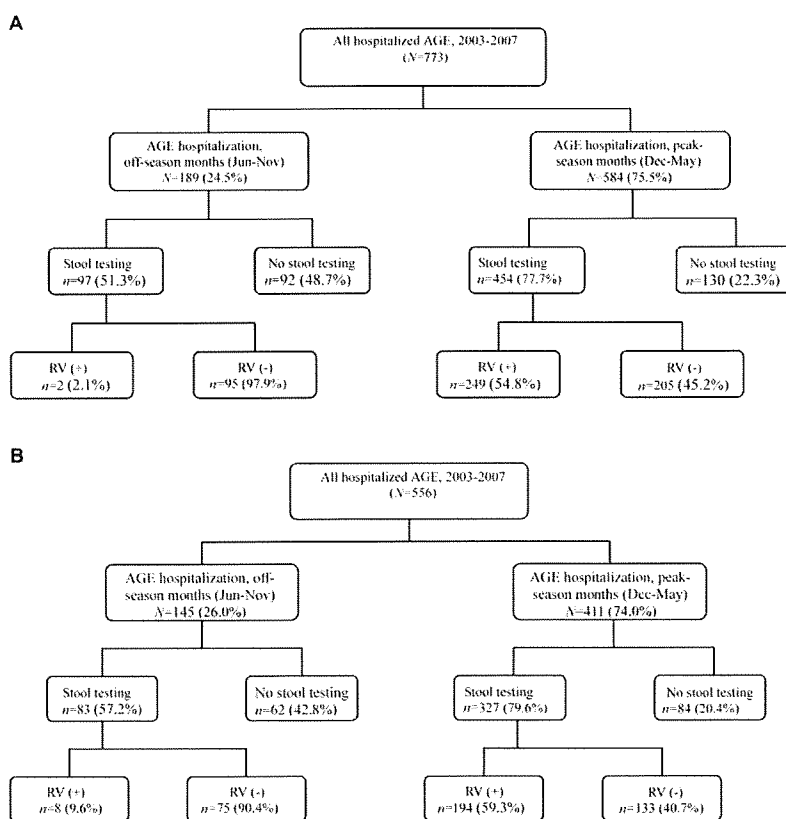 A
All hospitalized AGE, 2003-2007
(N=773)
AGE hospitalization,
off-season months (Jun-Nov)
N=189 (24.5%)
AGE hospitalization, peak-
season months (Dec-May)
N=584 (75.5%)
Stool testing
n=97 (51.3%)
No stool testing
n=92 (48.7%)
Stool testing
n=454 (77.7%)
No stool testing
n=130 (22.3%)
RV (+)
n=2 (2.1%)
RV (-)
n=95 (97.9%)
RV (+)
n=249 (54.8%)
RV (-)
n=205 (45.2%)
B
All hospitalized AGE, 2003-2007
(N=556)
AGE hospitalization, off-
season months (Jun-Nov)
N=145 (26.0%)
AGE hospitalization, peak-
season months (Dec-May)
N=411 (74.0%)
Stool testing
n=83 (57.2%)
No stool testing
n=62 (42.8%)
Stool testing
n=327 (79.6%)
No stool testing
n=84 (20.4%)
RV (+)
n=8 (9.6%)
RV (-)
n=75 (90.4%)
RV (+)
n=194 (59.3%)
RV (-)
n=133 (40.7%)